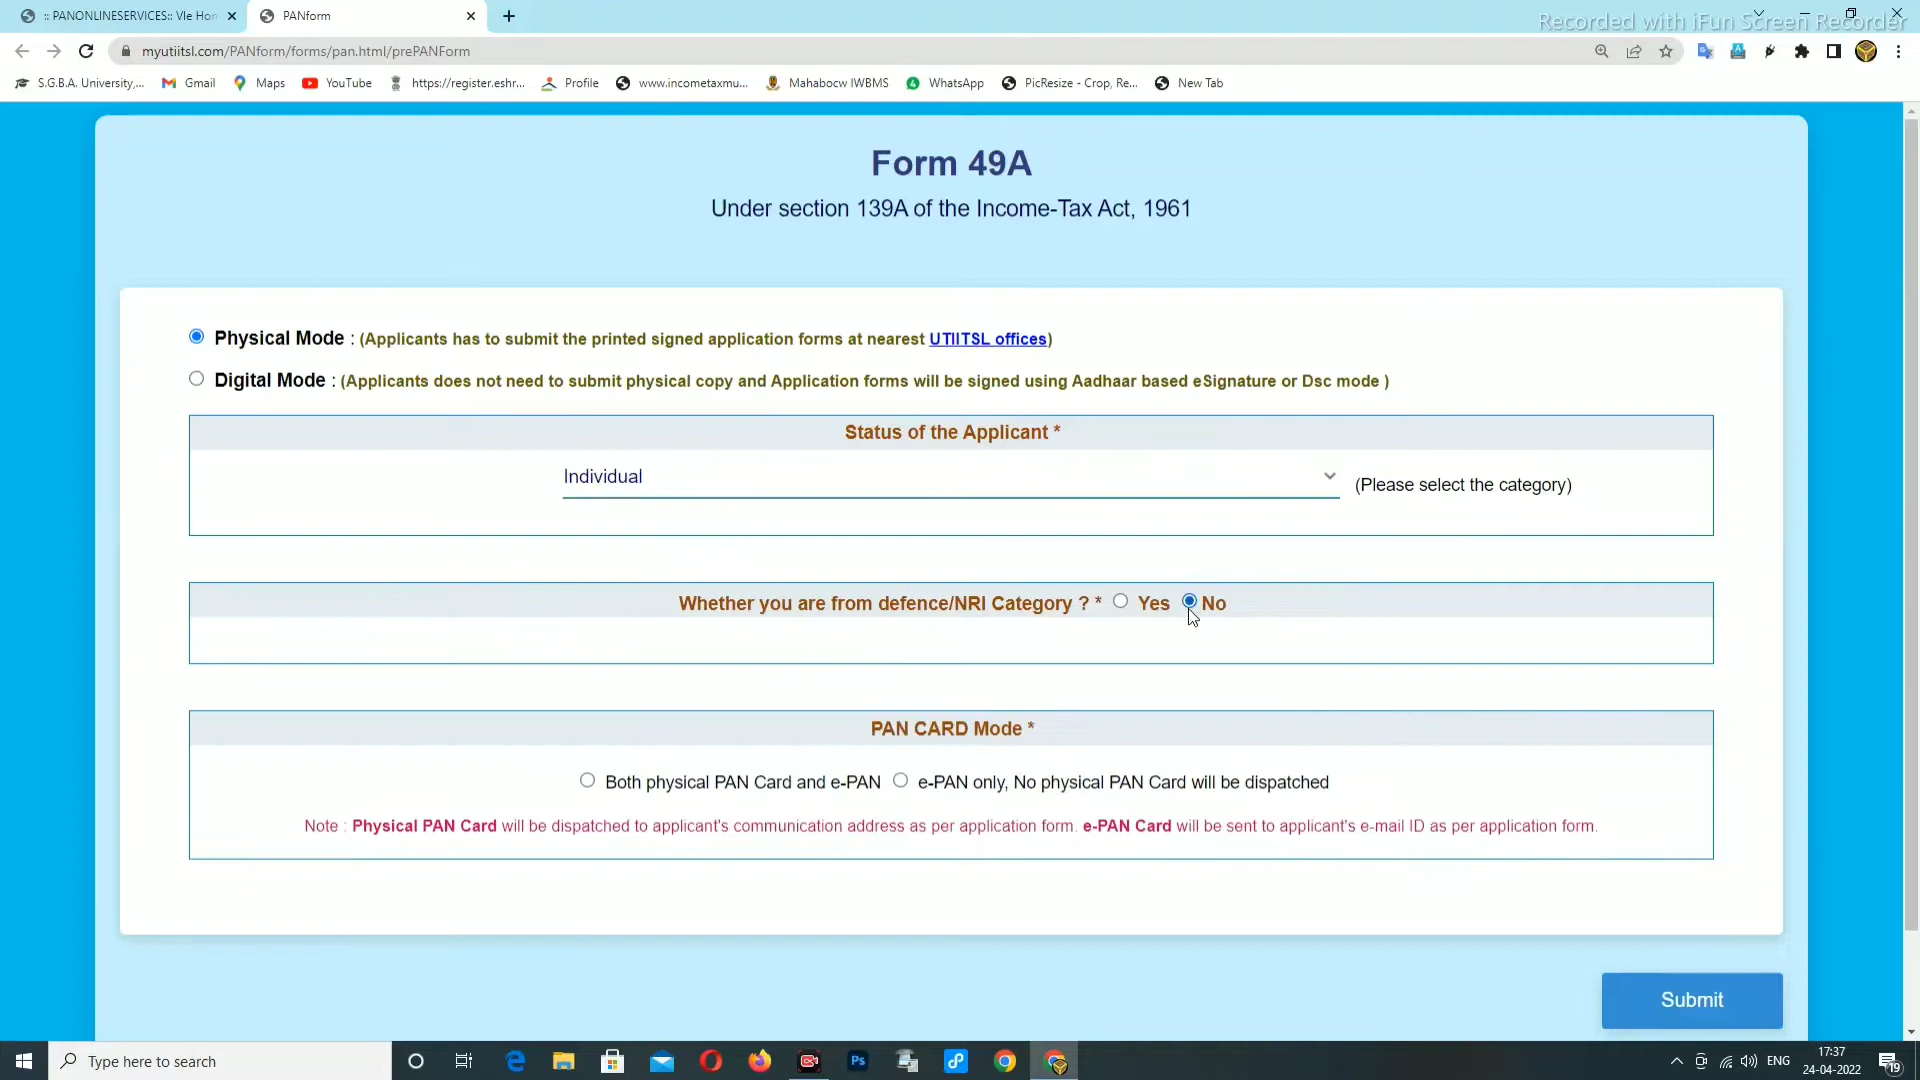 :: PANONLINESERVICES:: Vle Hom
PANform
Recorded with iFun Screen Recorder
myutiitsl.com/PANform/forms/pan.html/prePANForm
S.G.B.A. University,... Gmail Maps YouTube https://register.eshr... Profile www.incometaxmu... Mahabocw IWBMS WhatsApp PicResize - Crop, Re... New Tab
Form 49A
Under section 139A of the Income-Tax Act, 1961
Physical Mode : (Applicants has to submit the printed signed application forms at nearest UTIITSL offices)
Digital Mode : (Applicants does not need to submit physical copy and Application forms will be signed using Aadhaar based eSignature or Dsc mode )
Status of the Applicant *
Individual
(Please select the category)
Whether you are from defence/NRI Category ? * Yes No
PAN CARD Mode *
Both physical PAN Card and e-PAN e-PAN only, No physical PAN Card will be dispatched
Note : Physical PAN Card will be dispatched to applicant's communication address as per application form. e-PAN Card will be sent to applicant's e-mail ID as per application form.
Submit
Type here to search
Ps
ENG
17:37
24-04-2022
19